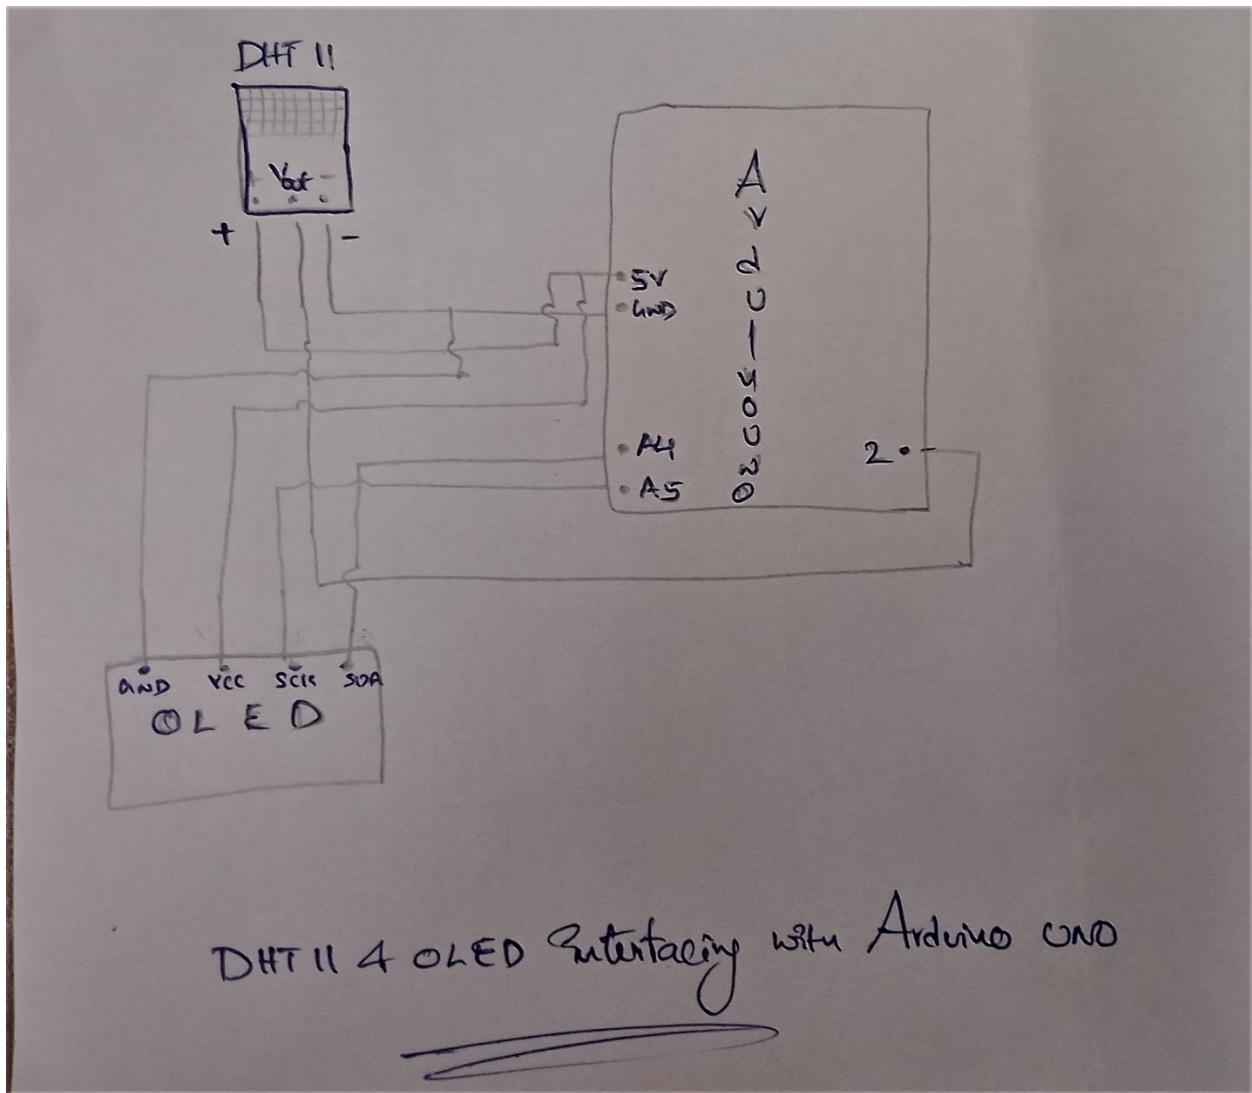 DHT 11
Vout -
+ -
5V
GND
A4
A5
Arduino
UNO
2
GND VCC SCK SDA
OLED
DHT 11 & OLED Interfacing with Arduino UNO